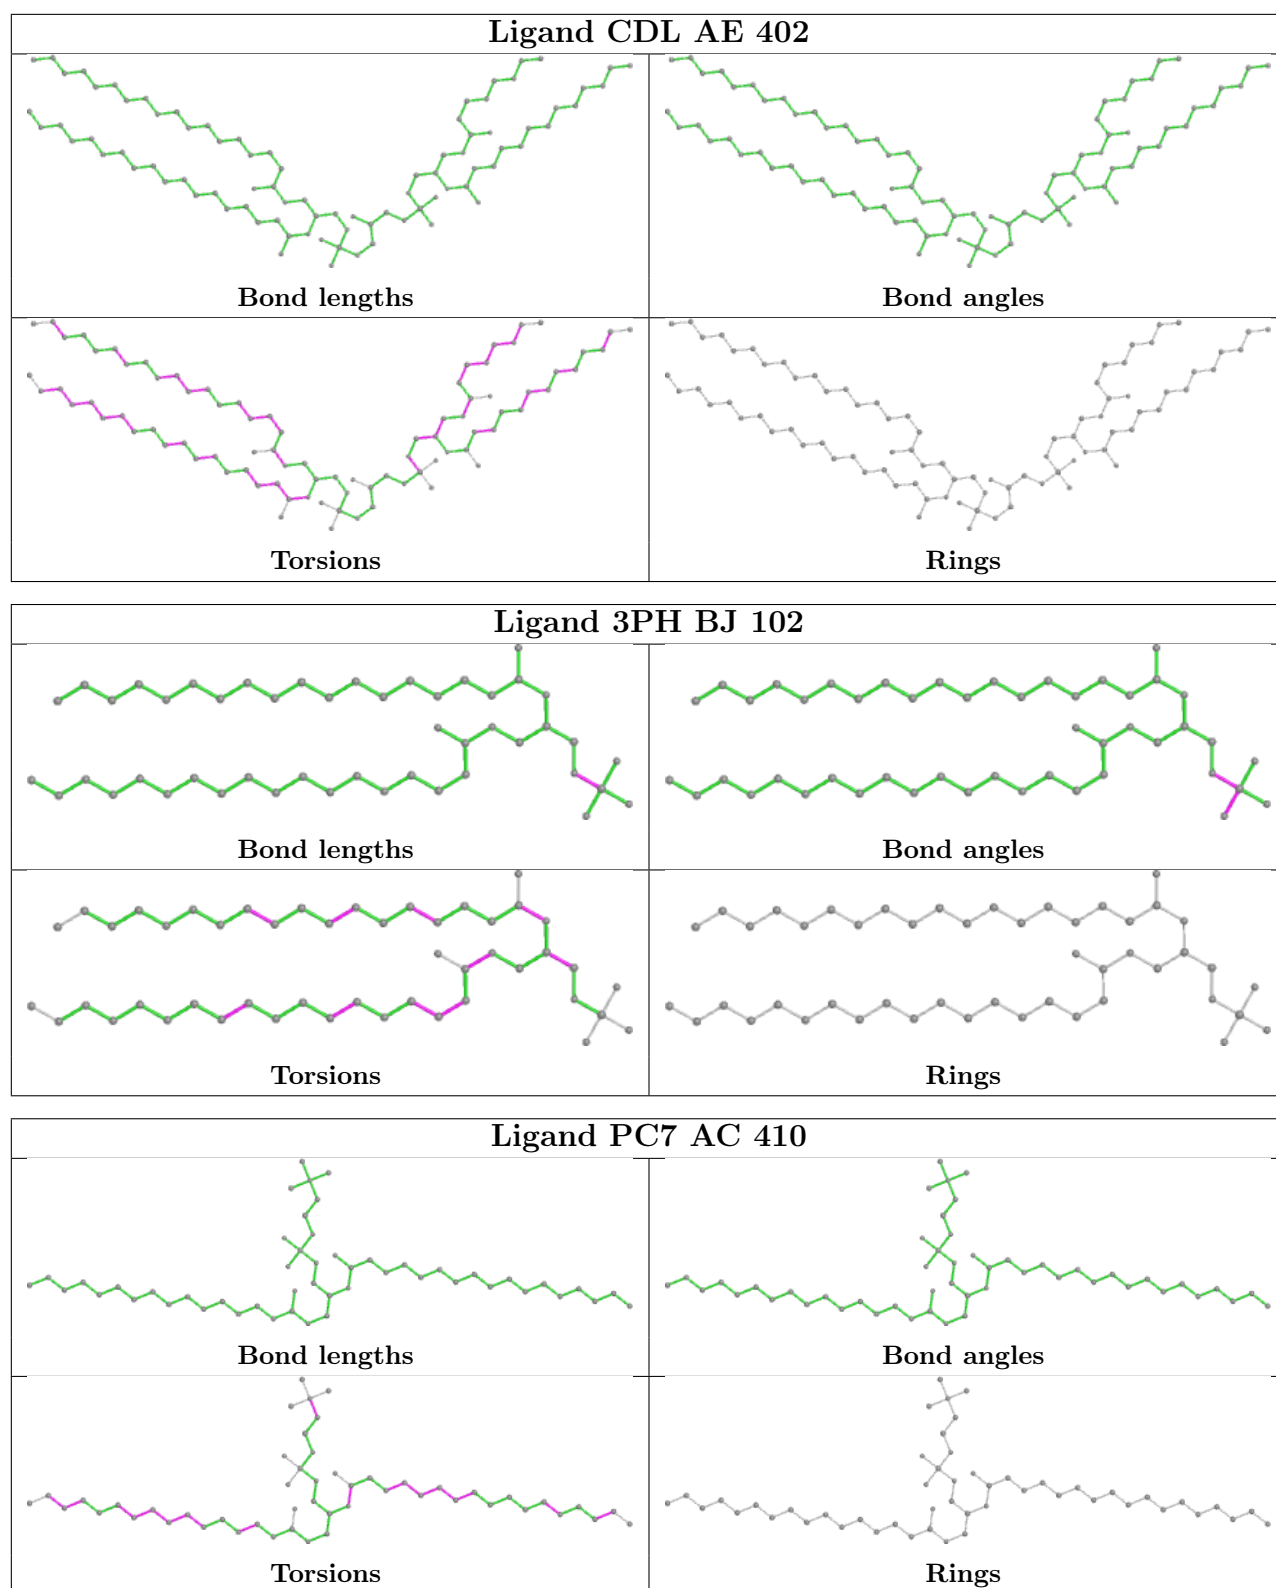 Ligand CDL AE 402
Bond lengths
Bond angles
Torsions
Rings
Ligand 3PH BJ 102
Bond lengths
Bond angles
Torsions
Rings
Ligand PC7 AC 410
Bond lengths
Bond angles
Torsions
Rings